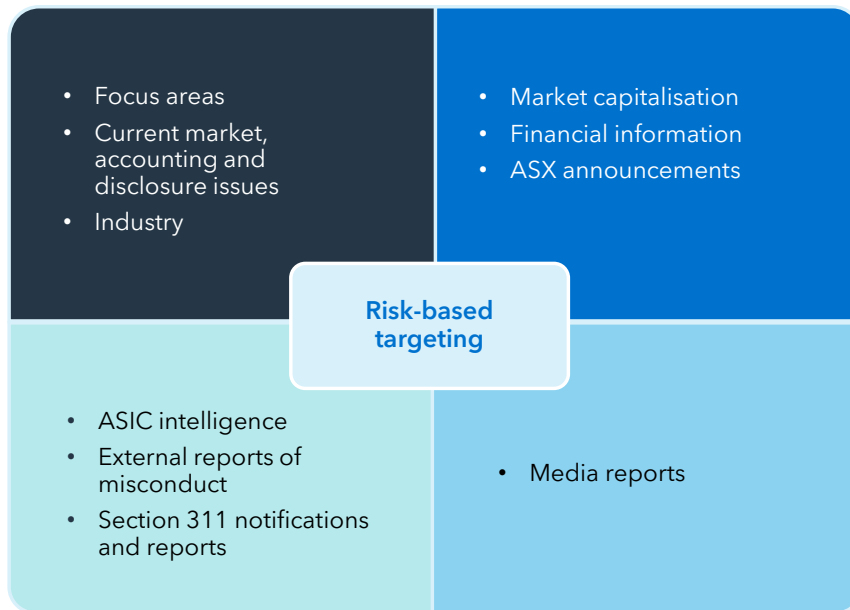 • Focus areas
• Current market,
accounting and
disclosure issues
• Industry
• Market capitalisation
• Financial information
• ASX announcements
Risk-based
targeting
• ASIC intelligence
• External reports of
misconduct
• Section 311 notifications
and reports
• Media reports